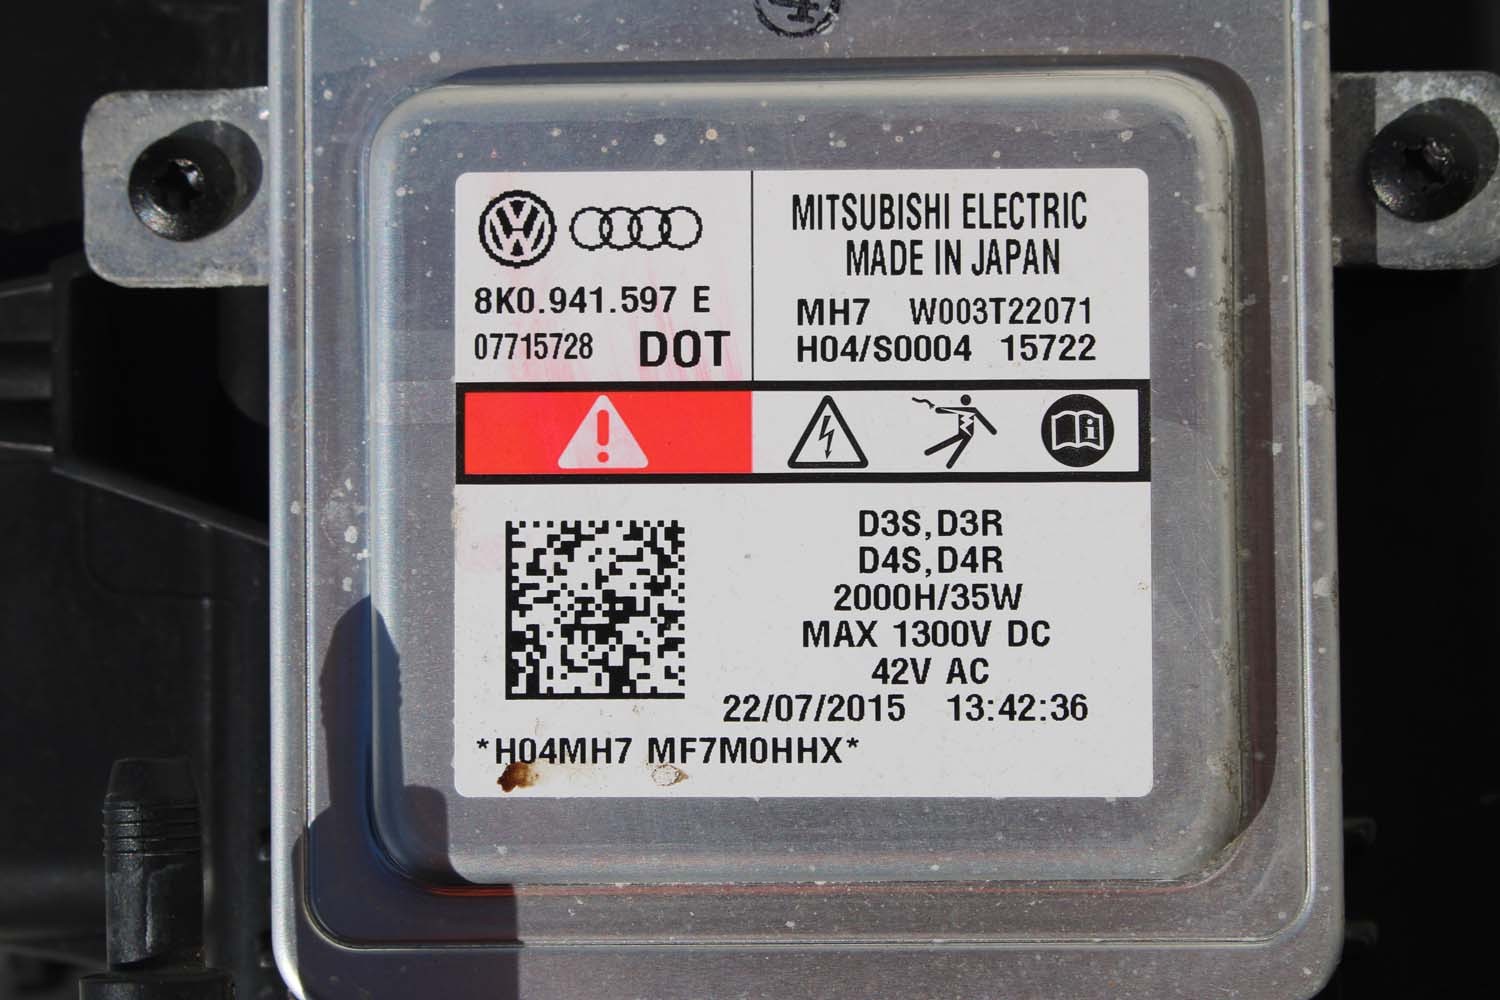 8K0.941.597 E
07715728 DOT
MITSUBISHI ELECTRIC
MADE IN JAPAN
MH7 W003T22071
H04/S0004 15722
D3S,D3R
D4S,D4R
2000H/35W
MAX 1300V DC
42V AC
22/07/2015 13:42:36
*H04MH7 MF7M0HHX*